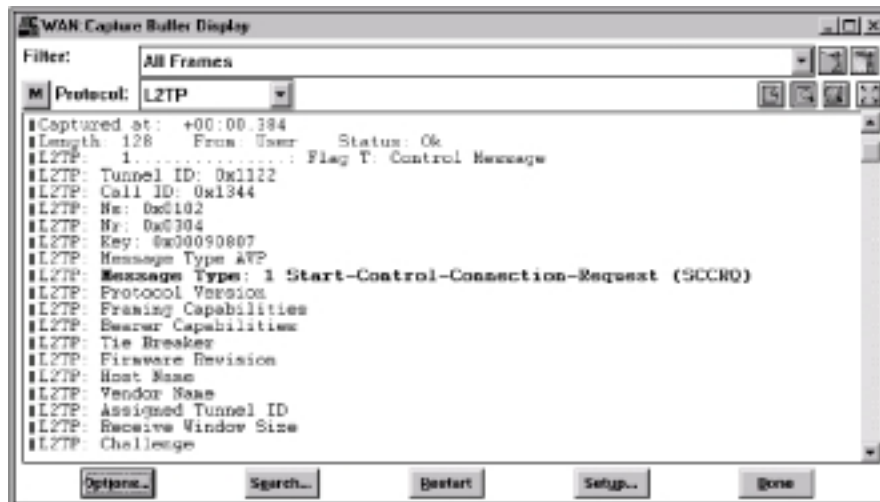 WAN:Capture Buffer Display
Filter: All Frames
M Protocol: L2TP
Captured at: +00:00.384
Length: 128 From: User Status: Ok
L2TP: 1...............: Flag T: Control Message
L2TP: Tunnel ID: 0x1122
L2TP: Call ID: 0x1344
L2TP: Ns: 0x0102
L2TP: Nr: 0x0304
L2TP: Key: 0x00090807
L2TP: Message Type AVP
L2TP: Message Type: 1 Start-Control-Connection-Request (SCCRQ)
L2TP: Protocol Version
L2TP: Framing Capabilities
L2TP: Bearer Capabilities
L2TP: Tie Breaker
L2TP: Firmware Revision
L2TP: Host Name
L2TP: Vendor Name
L2TP: Assigned Tunnel ID
L2TP: Receive Window Size
L2TP: Challenge
Options... Search... Restart Setup... Done